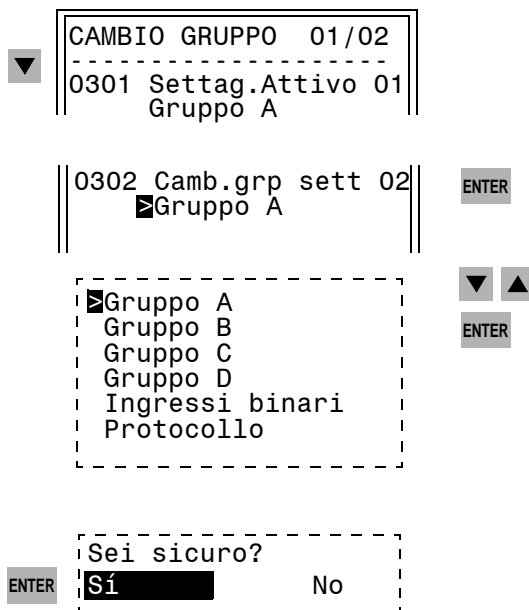 CAMBIO GRUPPO 01/02
--------------------
0301 Settag.Attivo 01
Gruppo A
0302 Camb.grp sett 02
>Gruppo A
ENTER
>Gruppo A
Gruppo B
Gruppo C
Gruppo D
Ingressi binari
Protocollo
ENTER
Sei sicuro?
ENTER
Sí No